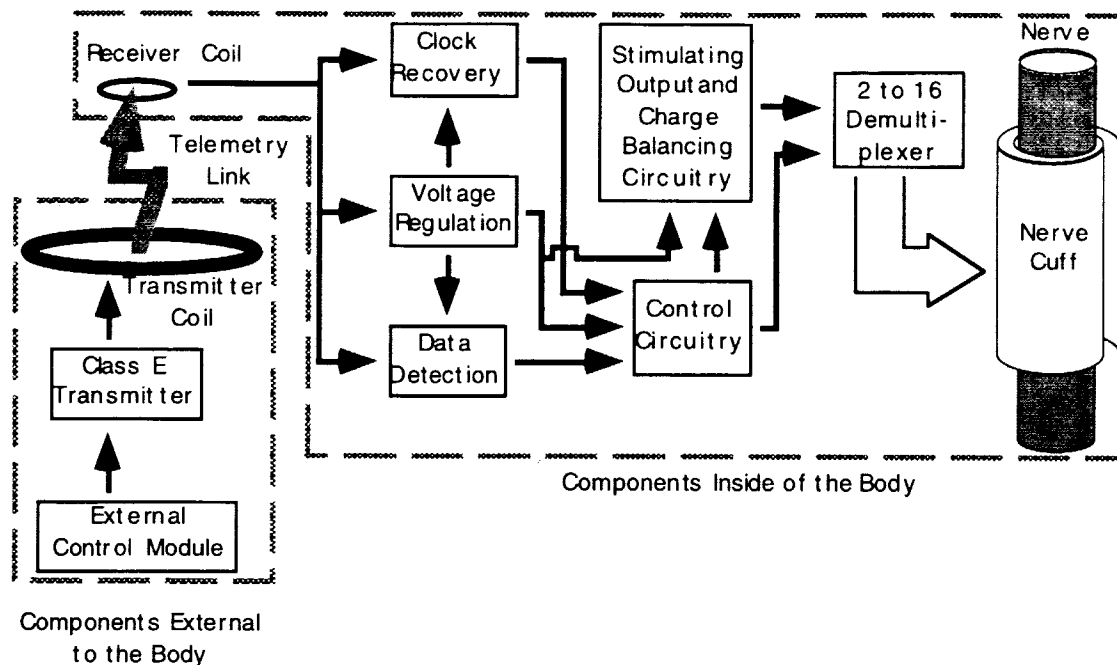 Receiver Coil
Telemetry
Link
Transmitter
Coil
Class E
Transmitter
External
Control Module
Components External
to the Body
Clock
Recovery
Voltage
Regulation
Data
Detection
Stimulating
Output and
Charge
Balancing
Circuitry
Control
Circuitry
2 to 16
Demulti-
plexer
Nerve
Nerve
Cuff
Components Inside of the Body